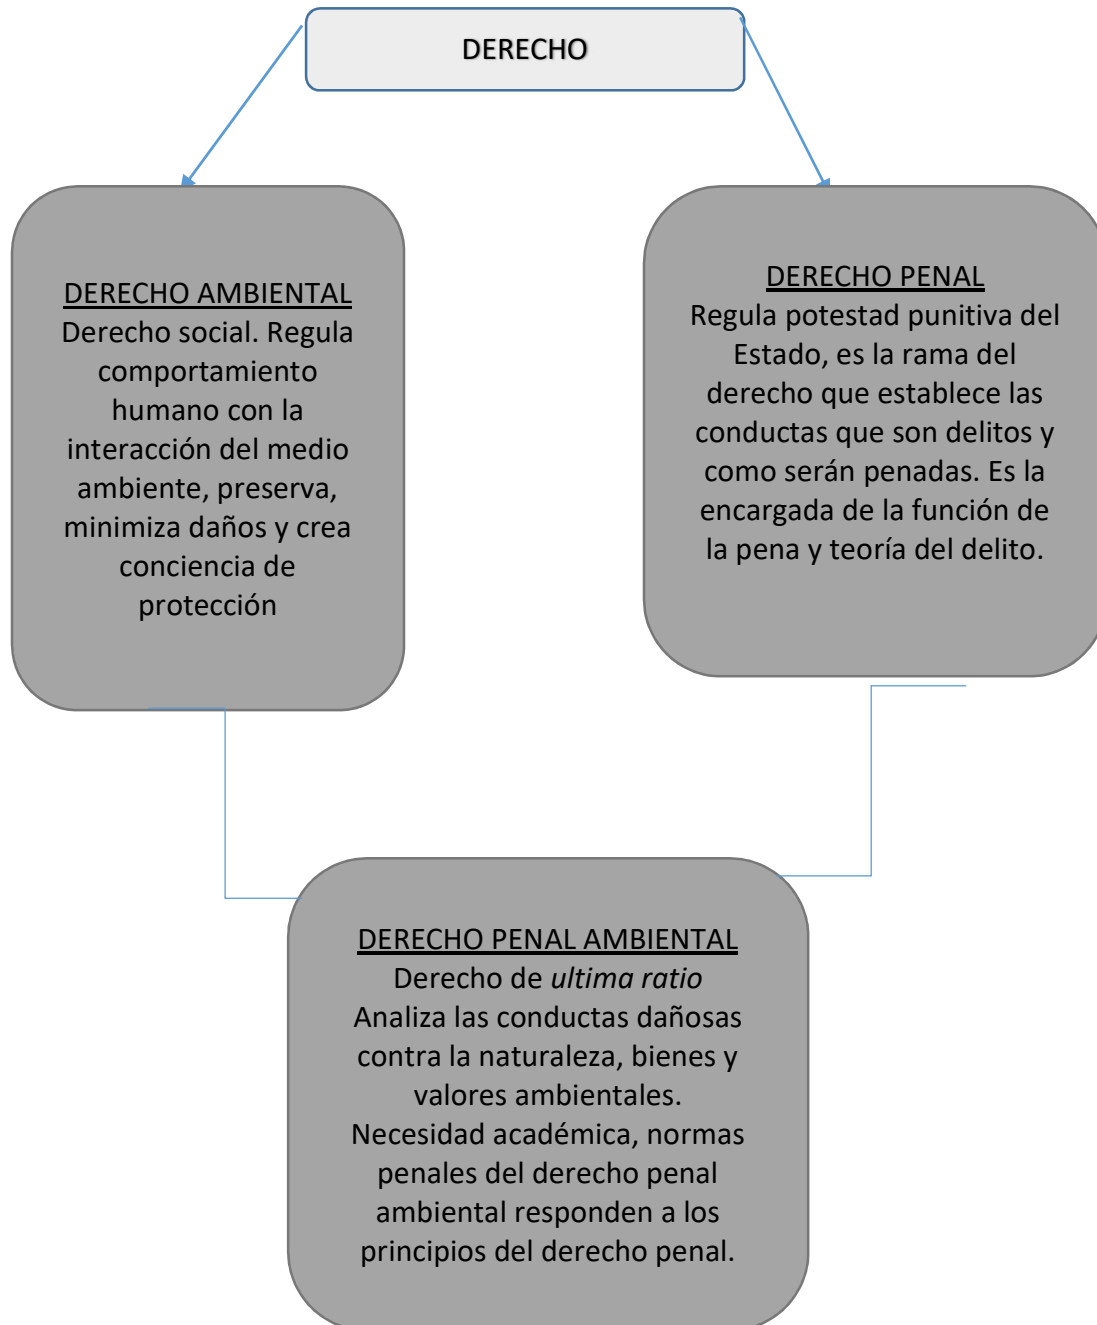 DERECHO
DERECHO AMBIENTAL
Derecho social. Regula
comportamiento
humano con la
interacción del medio
ambiente, preserva,
minimiza daños y crea
conciencia de
protección
DERECHO PENAL
Regula potestad punitiva del
Estado, es la rama del
derecho que establece las
conductas que son delitos y
como serán penadas. Es la
encargada de la función de
la pena y teoría del delito.
DERECHO PENAL AMBIENTAL
Derecho de ultima ratio
Analiza las conductas dañosas
contra la naturaleza, bienes y
valores ambientales.
Necesidad académica, normas
penales del derecho penal
ambiental responden a los
principios del derecho penal.